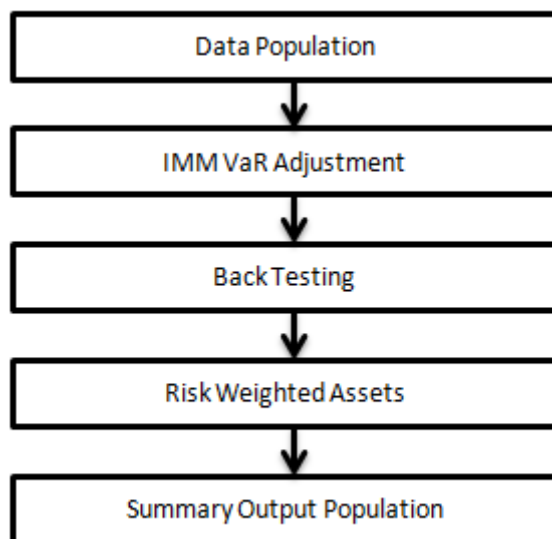 Data Population
IMM VaR Adjustment
Back Testing
Risk Weighted Assets
Summary Output Population